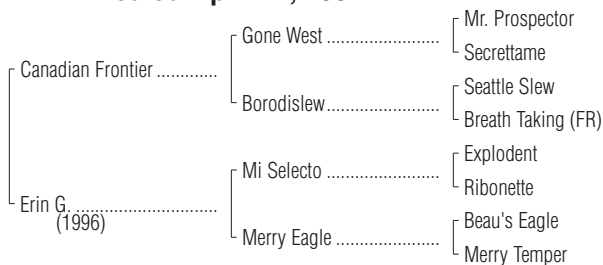 Mr. Prospector
Gone West
Secrettame
Canadian Frontier
Seattle Slew
Borodislew
Breath Taking (FR)
Explodent
Mi Selecto
Ribonette
Erin G.
(1996)
Beau's Eagle
Merry Eagle
Merry Temper